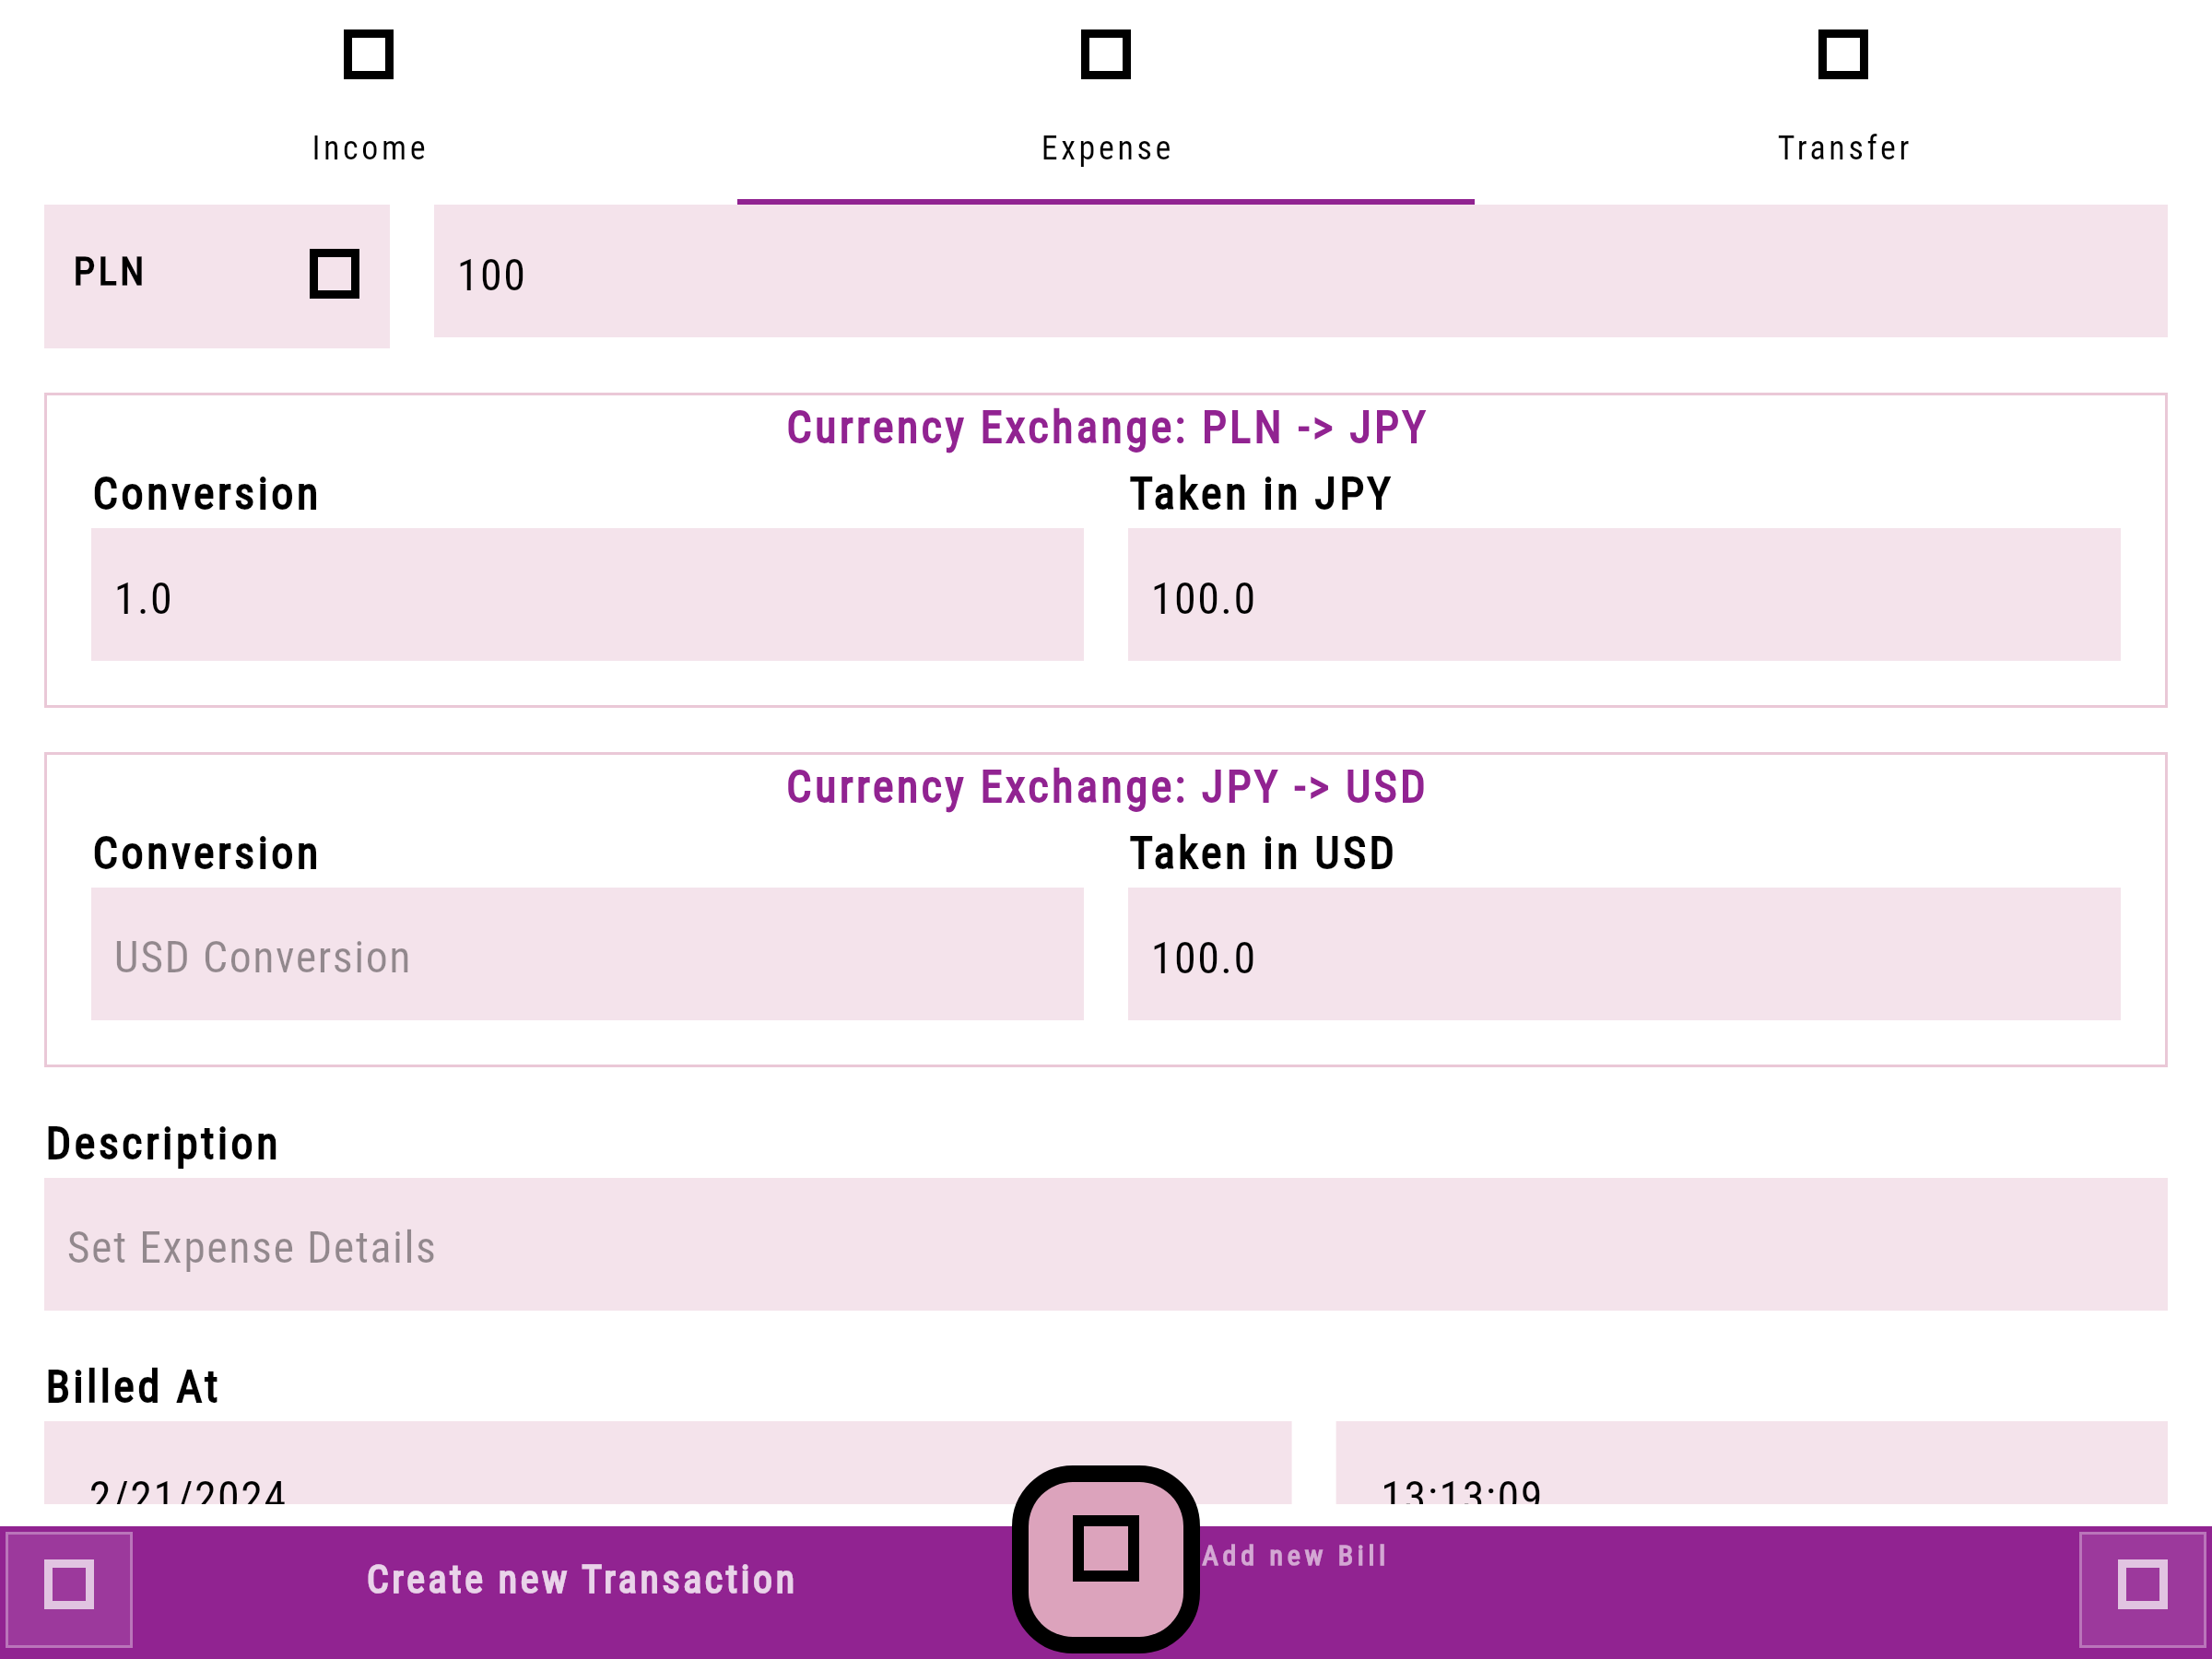 Income
Expense
Transfer
PLN
100
Currency Exchange: PLN -> JPY
Conversion
Taken in JPY
1.0
100.0
Currency Exchange: JPY -> USD
Conversion
Taken in USD
USD Conversion
100.0
Description
Set Expense Details
Billed At
2/21/2024
13:13:09
Create new Transaction
Add new Bill